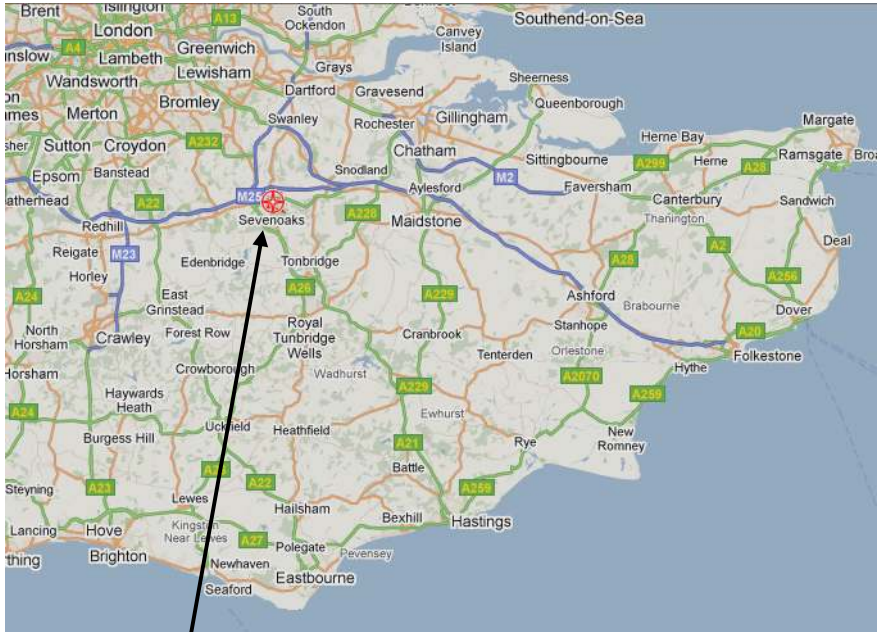 Brent
Islington
London
A13
South
Ockendon
Canvey
Island
Southend-on-Sea
A4
Lambeth
Greenwich
Wandsworth
Lewisham
Grays
Dartford
Gravesend
Sheerness
Queenborough
Merton
Bromley
Swanley
Rochester
Gillingham
Margate
Sutton
Croydon
A232
Chatham
Herne Bay
Epsom
Banstead
Snodland
Sittingbourne
A299
Herne
A28
Ramsgate
A22
M25
Aylesford
M2
Faversham
Canterbury
Sandwich
Leatherhead
Sevenoaks
A228
Maidstone
Thanington
Redhill
Reigate
M23
Edenbridge
Tonbridge
A28
A2
Deal
Horley
A26
A229
Ashford
A256
A24
East
Grinstead
Brabourne
Dover
North
Horsham
Crawley
Forest Row
Royal
Tunbridge
Wells
Cranbrook
Stanhope
A20
Folkestone
Horsham
Crowborough
Wadhurst
Tenterden
Orlestone
Hythe
Haywards
Heath
A229
A2070
A259
A24
Ewhurst
Burgess Hill
Uckfield
Heathfield
A21
Rye
New
Romney
Steyning
A23
A22
Battle
A259
Lewes
Hailsham
Lancing
Hove
Kingston
Near Lewes
A27
Bexhill
Hastings
Brighton
Polegate
Pevensey
Newhaven
Eastbourne
Seaford